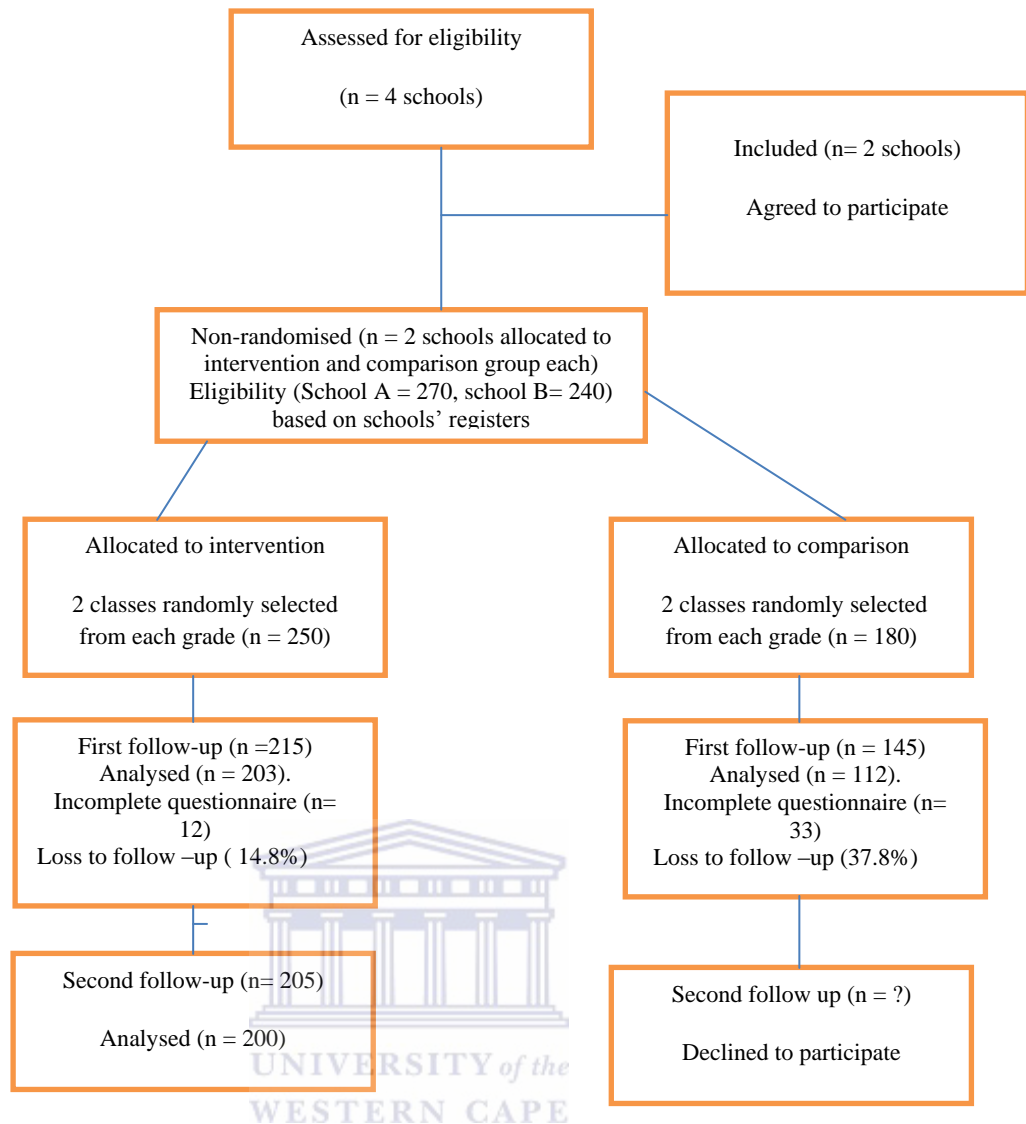 Assessed for eligibility
(n = 4 schools)
Included (n= 2 schools)
Agreed to participate
Non-randomised (n = 2 schools allocated to
intervention and comparison group each)
Eligibility (School A = 270, school B= 240)
based on schools’ registers
Allocated to intervention
2 classes randomly selected
from each grade (n = 250)
Allocated to comparison
2 classes randomly selected
from each grade (n = 180)
First follow-up (n =215)
Analysed (n = 203).
Incomplete questionnaire (n=
12)
Loss to follow –up ( 14.8%)
First follow-up (n = 145)
Analysed (n = 112).
Incomplete questionnaire (n=
33)
Loss to follow –up (37.8%)
Second follow-up (n= 205)
Analysed (n = 200)
Second follow up (n = ?)
Declined to participate
UNIVERSITY of the
WESTERN CAPE